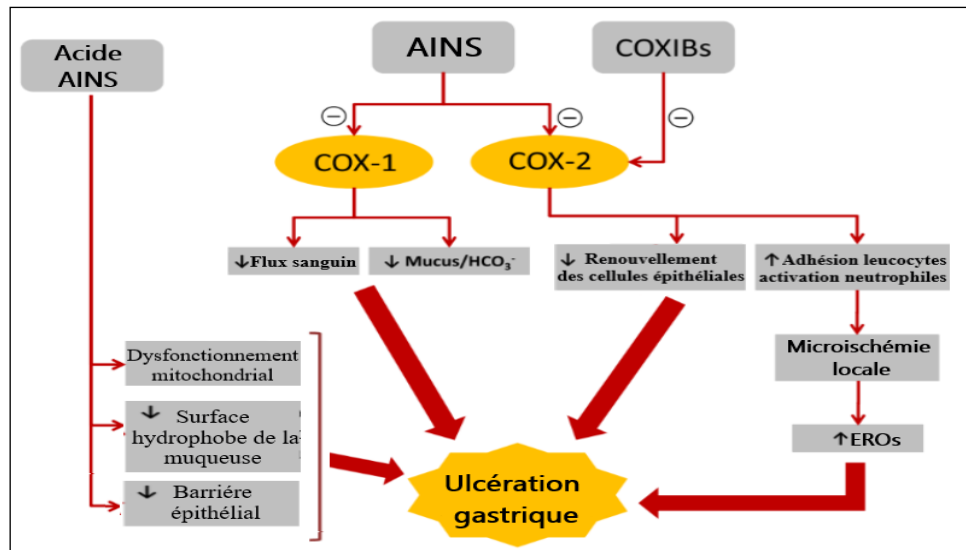 Acide
AINS
AINS
COXIBs
⊖
⊖
⊖
COX-1
COX-2
↓Flux sanguin
↓ Mucus/HCO₃⁻
↓ Renouvellement
des cellules épithéliales
↑ Adhésion leucocytes
activation neutrophiles
Microischémie
locale
↑EROs
Dysfonctionnement
mitochondrial
↓ Surface
hydrophobe de la
muqueuse
↓ Barriére
épithélial
Ulcération
gastrique